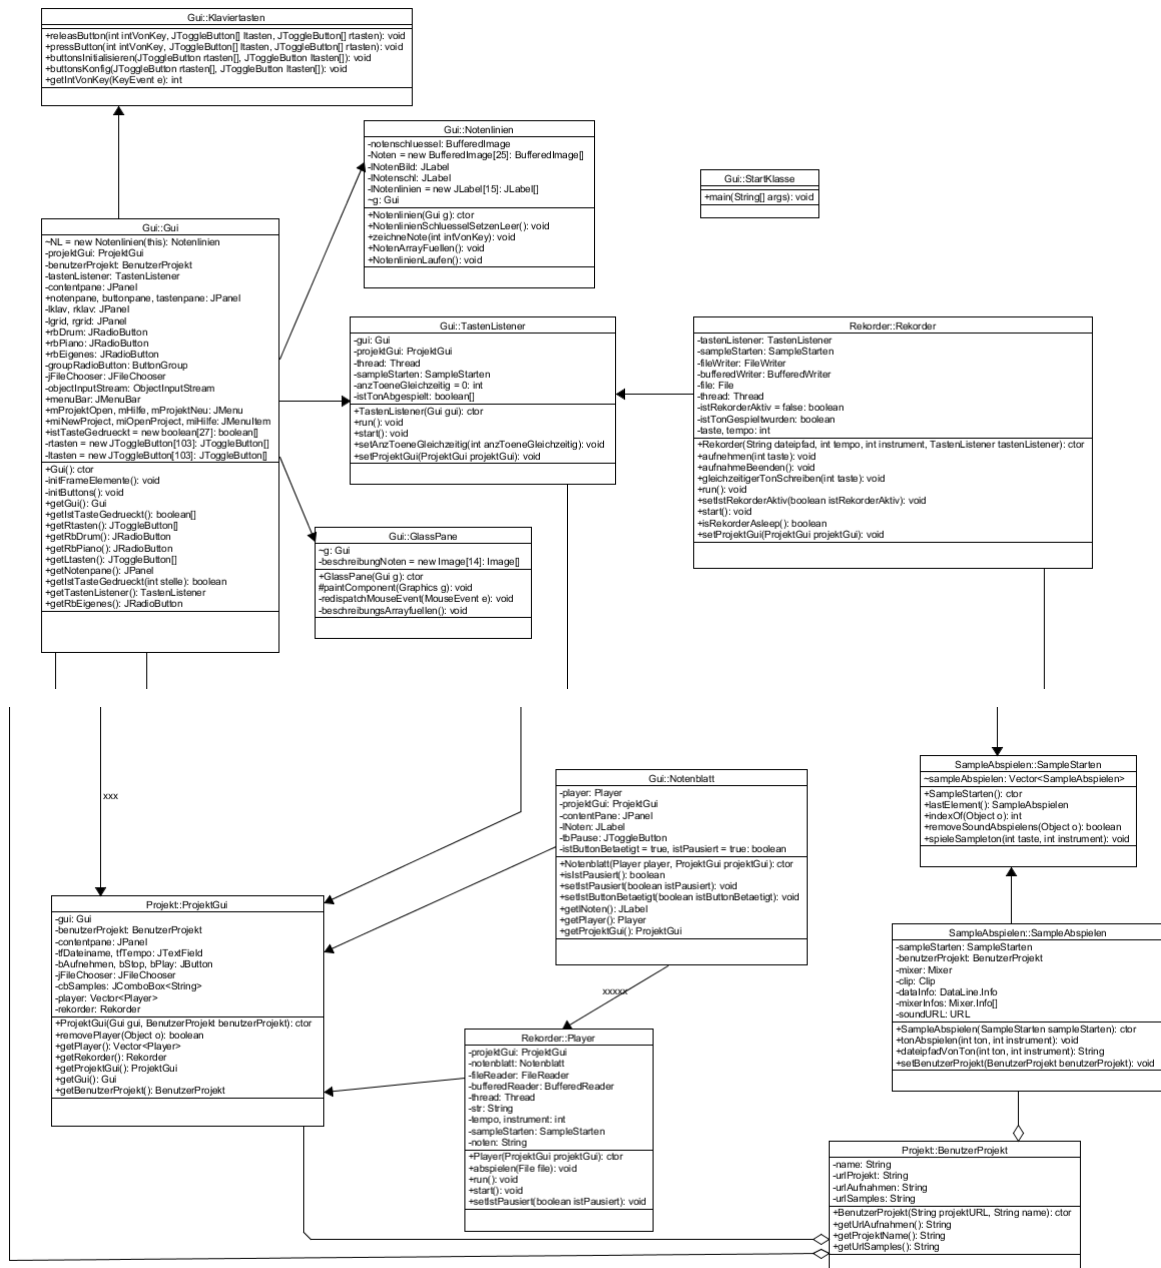 Gui::Klaviertasten
+releasButton(int intVonKey, JToggleButton[] ltasten, JToggleButton[] rtasten): void
+pressButton(int intVonKey, JToggleButton[] ltasten, JToggleButton[] rtasten): void
+buttonsInitialisieren(JToggleButton rtasten[], JToggleButton ltasten[]): void
+buttonsKonfig(JToggleButton rtasten[], JToggleButton ltasten[]): void
+getIntVonKey(KeyEvent e): int
Gui::Notenlinien
-notenschluessel: BufferedImage
-Noten = new BufferedImage[25]: BufferedImage[]
-lNotenBild: JLabel
-lNotenschl: JLabel
-lNotenlinien = new JLabel[15]: JLabel[]
~g: Gui
+Notenlinien(Gui g): ctor
+NotenlinienSchluesselSetzenLeer(): void
+zeichneNote(int intVonKey): void
+NotenArrayFuellen(): void
+NotenlinienLaufen(): void
Gui::StartKlasse
+main(String[] args): void
Gui::Gui
~NL = new Notenlinien(this): Notenlinien
-projektGui: ProjektGui
-benutzerProjekt: BenutzerProjekt
-tastenListener: TastenListener
-contentpane: JPanel
+notenpane, buttonpane, tastenpane: JPanel
-lklav, rklav: JPanel
-lgrid, rgrid: JPanel
+rbDrum: JRadioButton
+rbPiano: JRadioButton
+rbEigenes: JRadioButton
-groupRadioButton: ButtonGroup
-jFileChooser: JFileChooser
-objectInputStream: ObjectInputStream
+menuBar: JMenuBar
+mProjektOpen, mHilfe, mProjektNeu: JMenu
+miNewProject, miOpenProject, miHilfe: JMenuItem
+istTasteGedrueckt = new boolean[27]: boolean[]
-rtasten = new JToggleButton[103]: JToggleButton[]
-ltasten = new JToggleButton[103]: JToggleButton[]
+Gui(): ctor
-initFrameElemente(): void
-initButtons(): void
+getGui(): Gui
+getIstTasteGedrueckt(): boolean[]
+getRtasten(): JToggleButton[]
+getRbDrum(): JRadioButton
+getRbPiano(): JRadioButton
+getLtasten(): JToggleButton[]
+getNotenpane(): JPanel
+getIstTasteGedrueckt(int stelle): boolean
+getTastenListener(): TastenListener
+getRbEigenes(): JRadioButton
Gui::TastenListener
-gui: Gui
-projektGui: ProjektGui
-thread: Thread
-sampleStarten: SampleStarten
-anzToeneGleichzeitig = 0: int
-istTonAbgespielt: boolean[]
+TastenListener(Gui gui): ctor
+run(): void
+start(): void
+setAnzToeneGleichzeitig(int anzToeneGleichzeitig): void
+setProjektGui(ProjektGui projektGui): void
Rekorder::Rekorder
-tastenListener: TastenListener
-sampleStarten: SampleStarten
-fileWriter: FileWriter
-bufferedWriter: BufferedWriter
-file: File
-thread: Thread
-istRekorderAktiv = false: boolean
-istTonGespieltwurden: boolean
-taste, tempo: int
+Rekorder(String dateipfad, int tempo, int instrument, TastenListener tastenListener): ctor
+aufnehmen(int taste): void
+aufnahmeBeenden(): void
+gleichzeitigerTonSchreiben(int taste): void
+run(): void
+setIstRekorderAktiv(boolean istRekorderAktiv): void
+start(): void
+isRekorderAsleep(): boolean
+setProjektGui(ProjektGui projektGui): void
Gui::GlassPane
~g: Gui
-beschreibungNoten = new Image[14]: Image[]
+GlassPane(Gui g): ctor
#paintComponent(Graphics g): void
-redispatchMouseEvent(MouseEvent e): void
-beschreibungsArrayfuellen(): void
xxx
Gui::Notenblatt
-player: Player
-projektGui: ProjektGui
-contentPane: JPanel
-lNoten: JLabel
-tbPause: JToggleButton
-istButtonBetaetigt = true, istPausiert = true: boolean
+Notenblatt(Player player, ProjektGui projektGui): ctor
+isIstPausiert(): boolean
+setIstPausiert(boolean istPausiert): void
+setIstButtonBetaetigt(boolean istButtonBetaetigt): void
+getlNoten(): JLabel
+getPlayer(): Player
+getProjektGui(): ProjektGui
SampleAbspielen::SampleStarten
~sampleAbspielen: Vector<SampleAbspielen>
+SampleStarten(): ctor
+lastElement(): SampleAbspielen
+indexOf(Object o): int
+removeSoundAbspielens(Object o): boolean
+spieleSampleton(int taste, int instrument): void
Projekt::ProjektGui
-gui: Gui
-benutzerProjekt: BenutzerProjekt
-contentpane: JPanel
-tfDateiname, tfTempo: JTextField
-bAufnehmen, bStop, bPlay: JButton
-jFileChooser: JFileChooser
-cbSamples: JComboBox<String>
-player: Vector<Player>
-rekorder: Rekorder
+ProjektGui(Gui gui, BenutzerProjekt benutzerProjekt): ctor
+removePlayer(Object o): boolean
+getPlayer(): Vector<Player>
+getRekorder(): Rekorder
+getProjektGui(): ProjektGui
+getGui(): Gui
+getBenutzerProjekt(): BenutzerProjekt
xxxxx
Rekorder::Player
-projektGui: ProjektGui
-notenblatt: Notenblatt
-fileReader: FileReader
-bufferedReader: BufferedReader
-thread: Thread
-str: String
-tempo, instrument: int
-sampleStarten: SampleStarten
-noten: String
+Player(ProjektGui projektGui): ctor
+abspielen(File file): void
+run(): void
+start(): void
+setIstPausiert(boolean istPausiert): void
SampleAbspielen::SampleAbspielen
-sampleStarten: SampleStarten
-benutzerProjekt: BenutzerProjekt
-mixer: Mixer
-clip: Clip
-dataInfo: DataLine.Info
-mixerInfos: Mixer.Info[]
-soundURL: URL
+SampleAbspielen(SampleStarten sampleStarten): ctor
+tonAbspielen(int ton, int instrument): void
+dateipfadVonTon(int ton, int instrument): String
+setBenutzerProjekt(BenutzerProjekt benutzerProjekt): void
Projekt::BenutzerProjekt
-name: String
-urlProjekt: String
-urlAufnahmen: String
-urlSamples: String
+BenutzerProjekt(String projektURL, String name): ctor
+getUrlAufnahmen(): String
+getProjektName(): String
+getUrlSamples(): String